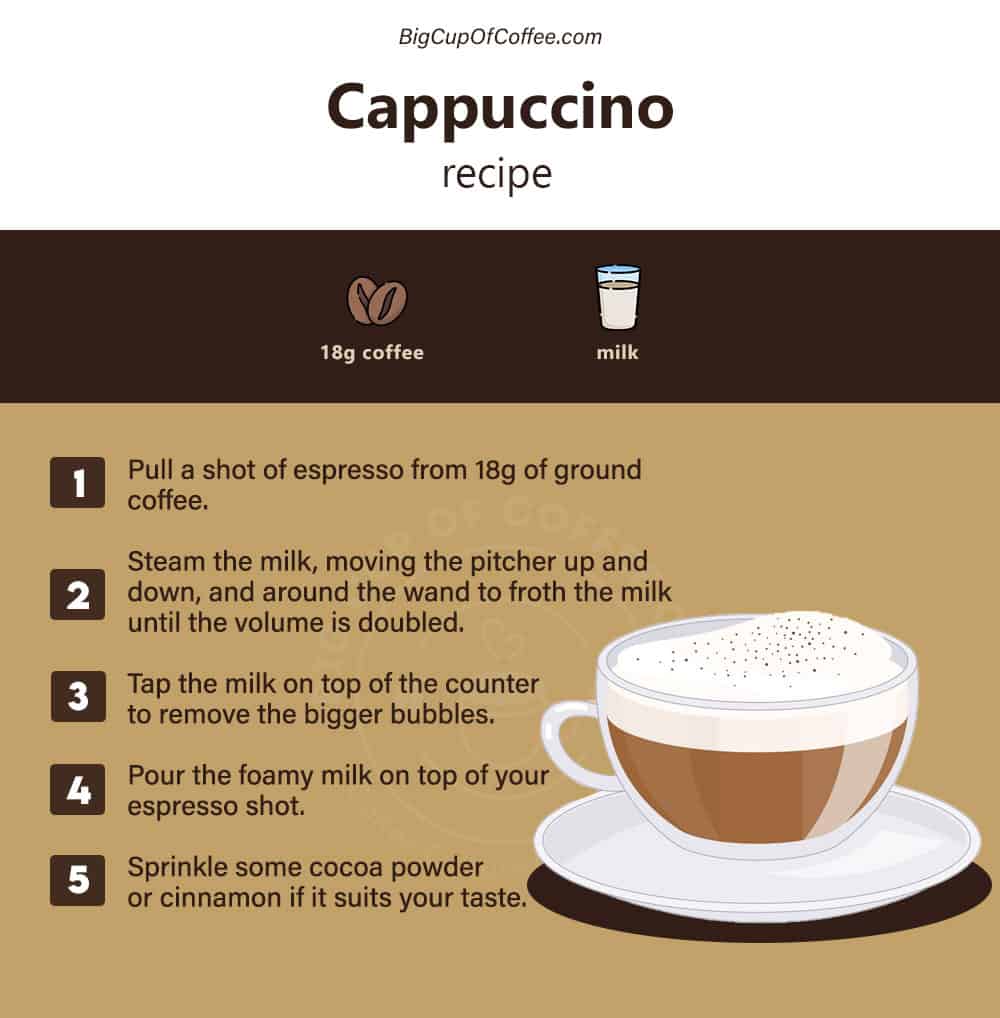 BigCupOfCoffee.com
Cappuccino
recipe
18g coffee
milk
1
Pull a shot of espresso from 18g of ground
coffee.
2
Steam the milk, moving the pitcher up and
down, and around the wand to froth the milk
until the volume is doubled.
3
Tap the milk on top of the counter
to remove the bigger bubbles.
4
Pour the foamy milk on top of your
espresso shot.
5
Sprinkle some cocoa powder
or cinnamon if it suits your taste.
OF COFFEE